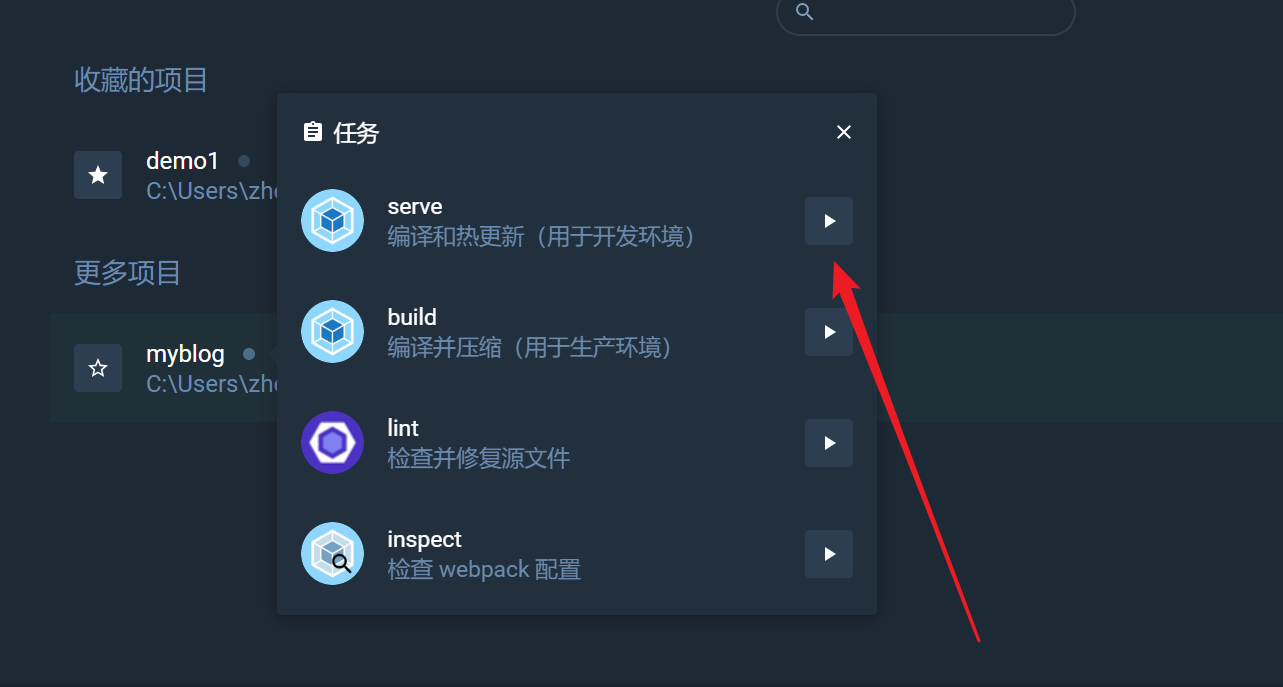 收藏的项目
demo1
C:\Users\zh
更多项目
myblog
C:\Users\zh
任务
serve
编译和热更新（用于开发环境）
build
编译并压缩（用于生产环境）
lint
检查并修复源文件
inspect
检查 webpack 配置